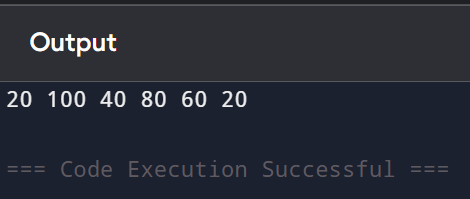 Output
20 100 40 80 60 20
=== Code Execution Successful ===